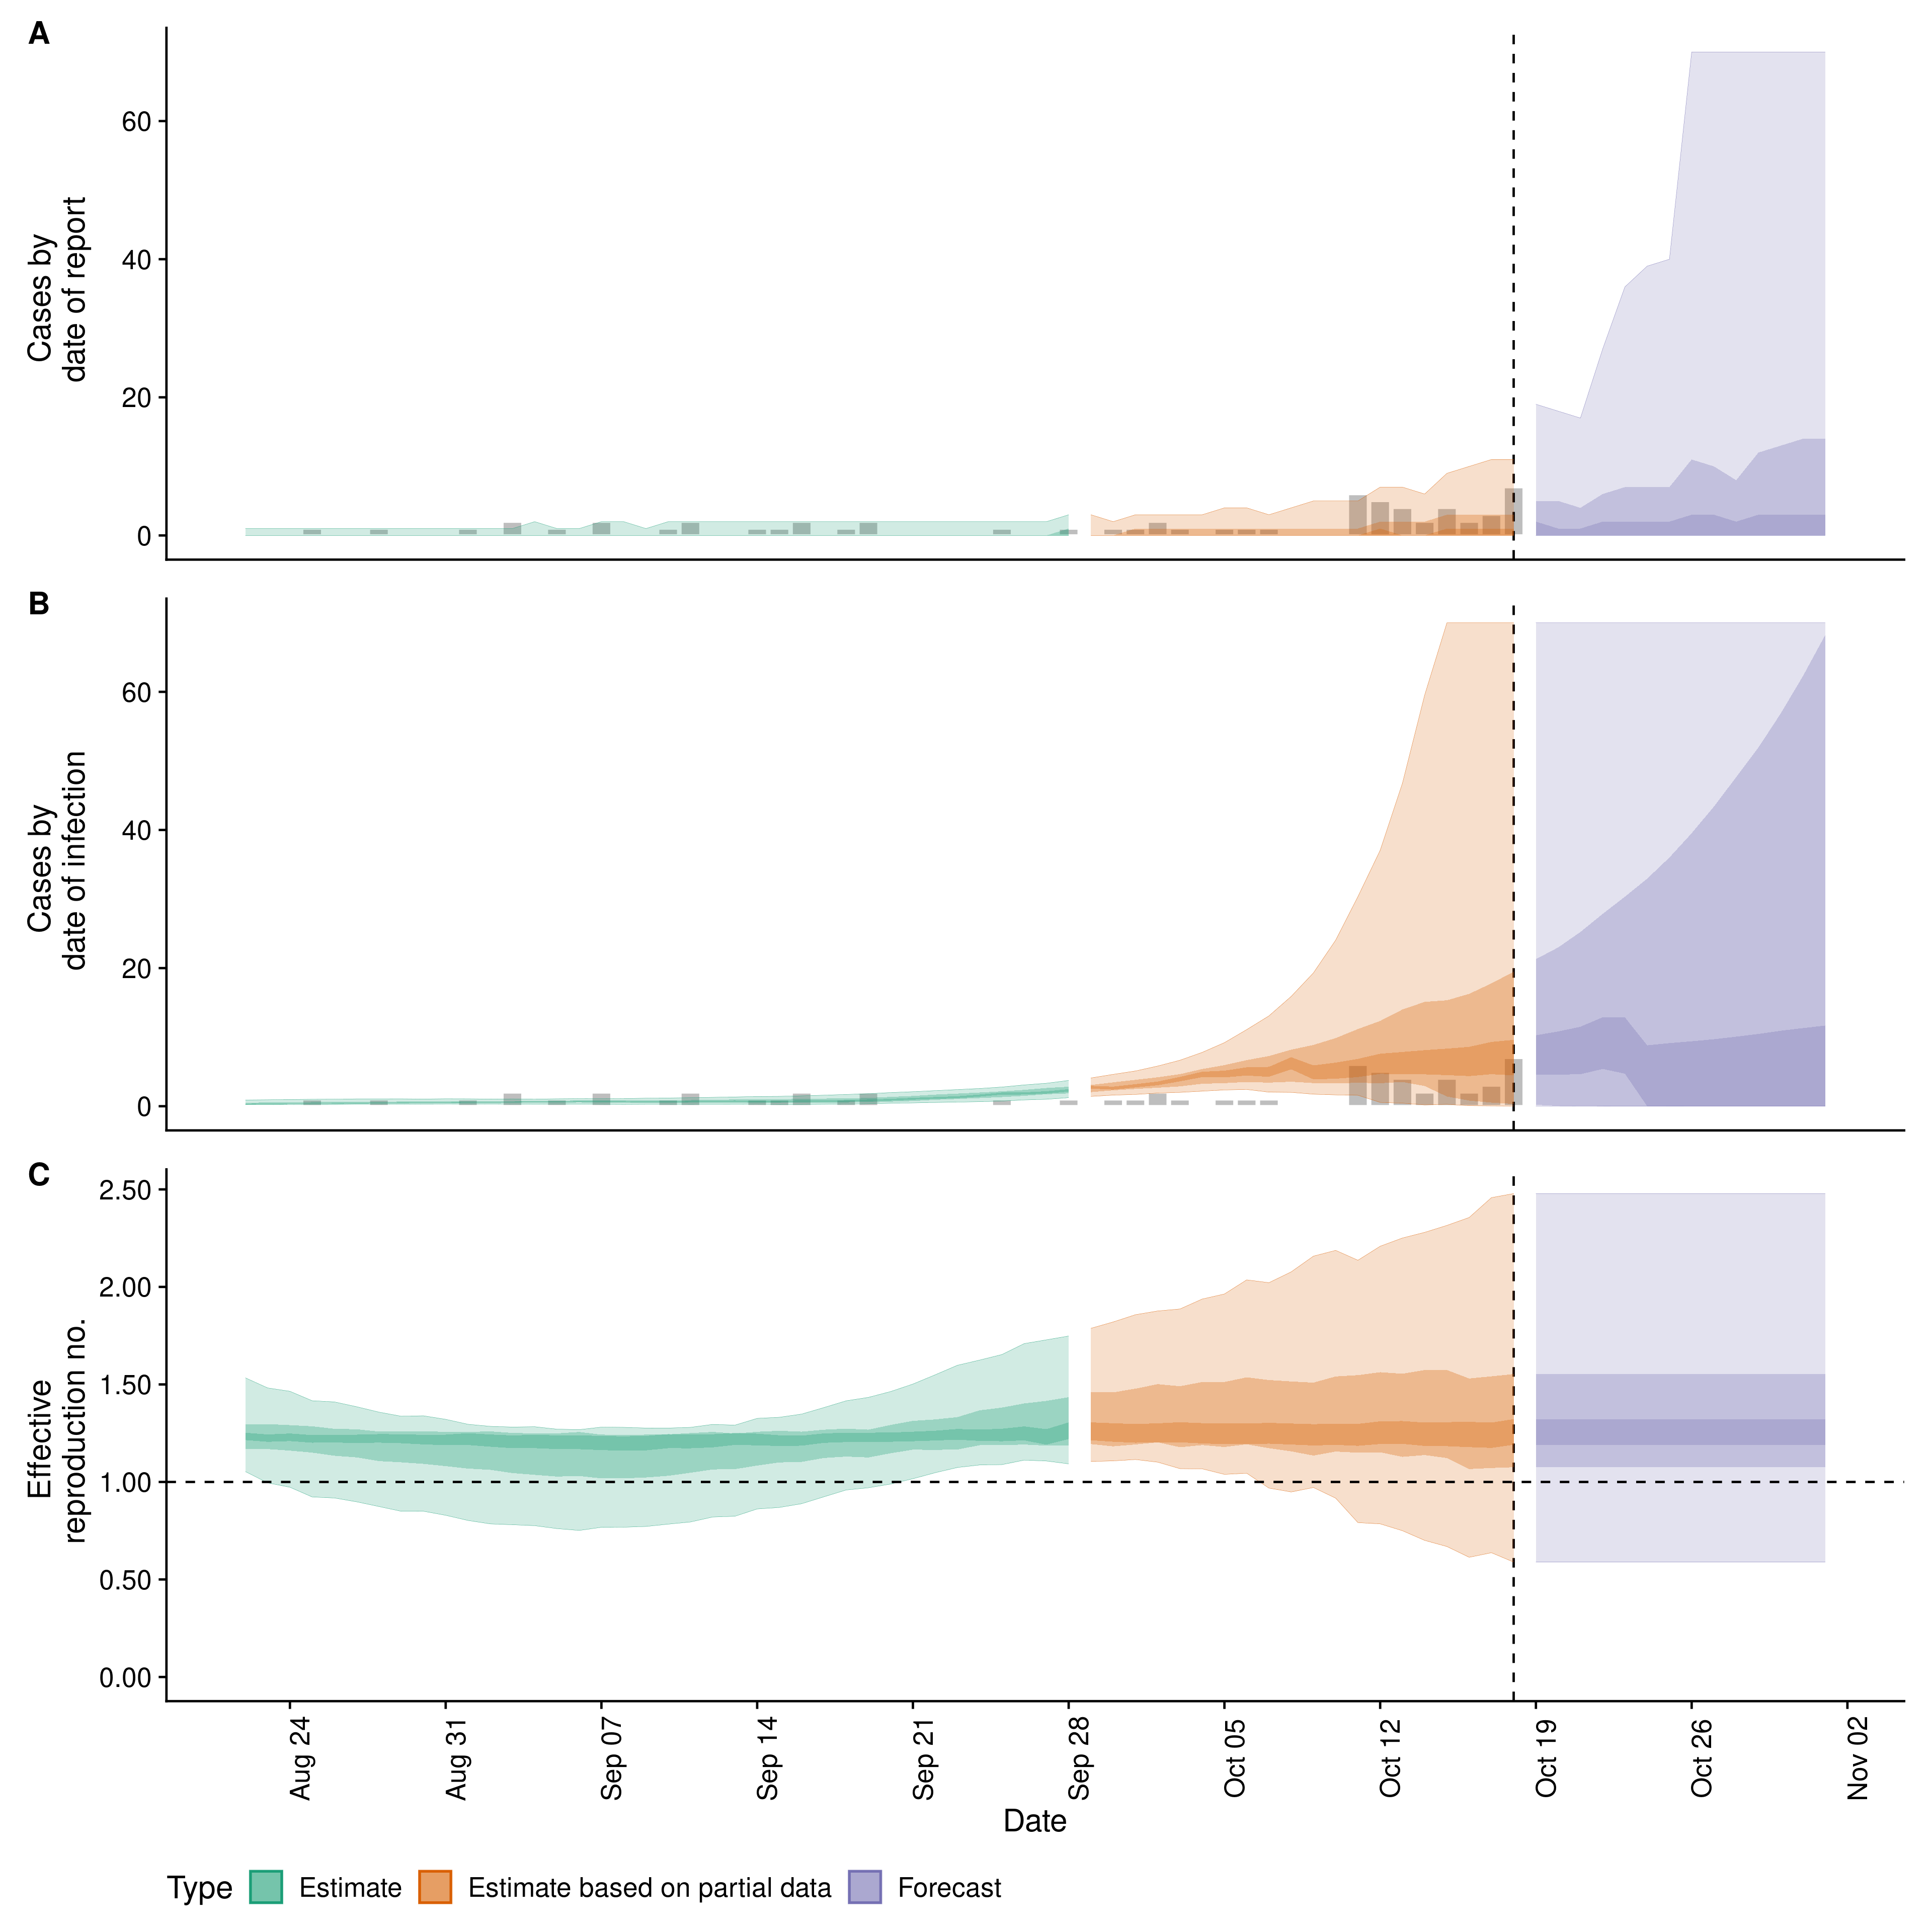 A
Cases by
date of report
60
40
20
0
B
Cases by
date of infection
60
40
20
0
C
Effective
reproduction no.
2.50
2.00
1.50
1.00
0.50
0.00
Aug 24
Aug 31
Sep 07
Sep 14
Sep 21
Sep 28
Oct 05
Oct 12
Oct 19
Oct 26
Nov 02
Date
Type Estimate Estimate based on partial data Forecast